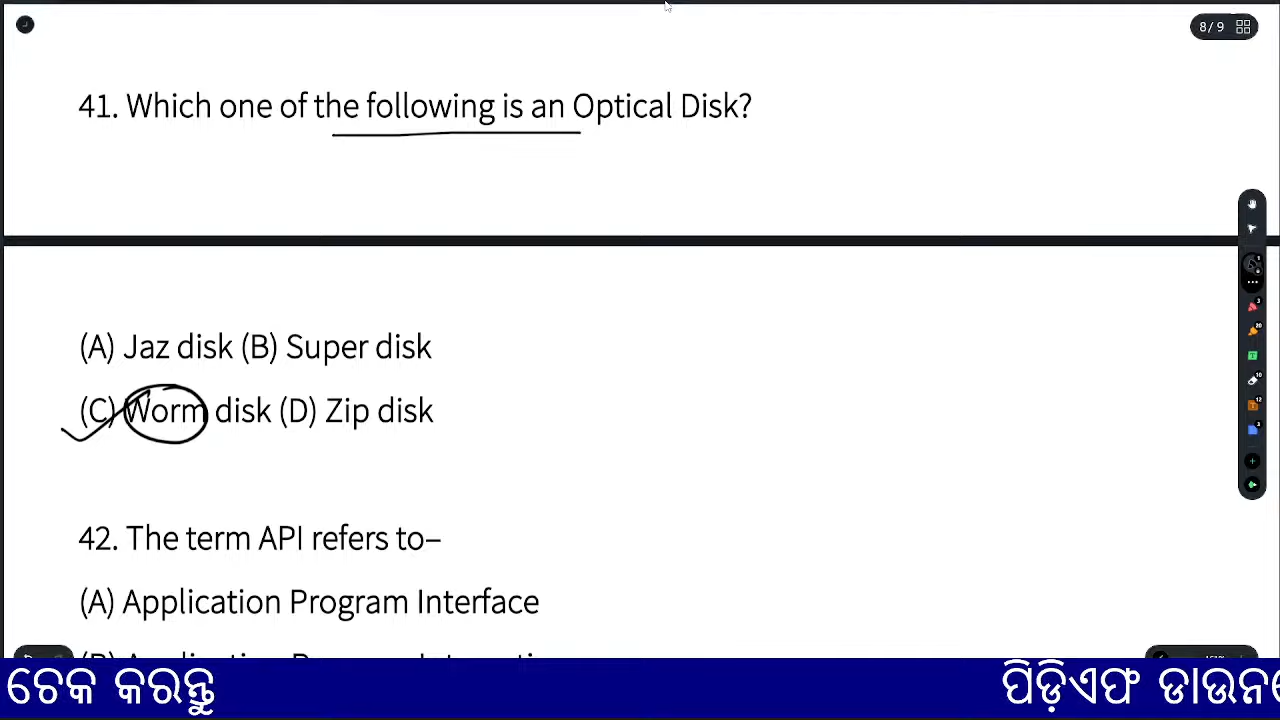 8/9
41. Which one of the following is an Optical Disk?
(A) Jaz disk (B) Super disk
(C) Worm disk (D) Zip disk
42. The term API refers to–
(A) Application Program Interface
ଚେକ କରନ୍ତୁ
ପିଡ଼ିଏଫ ଡାଉନ